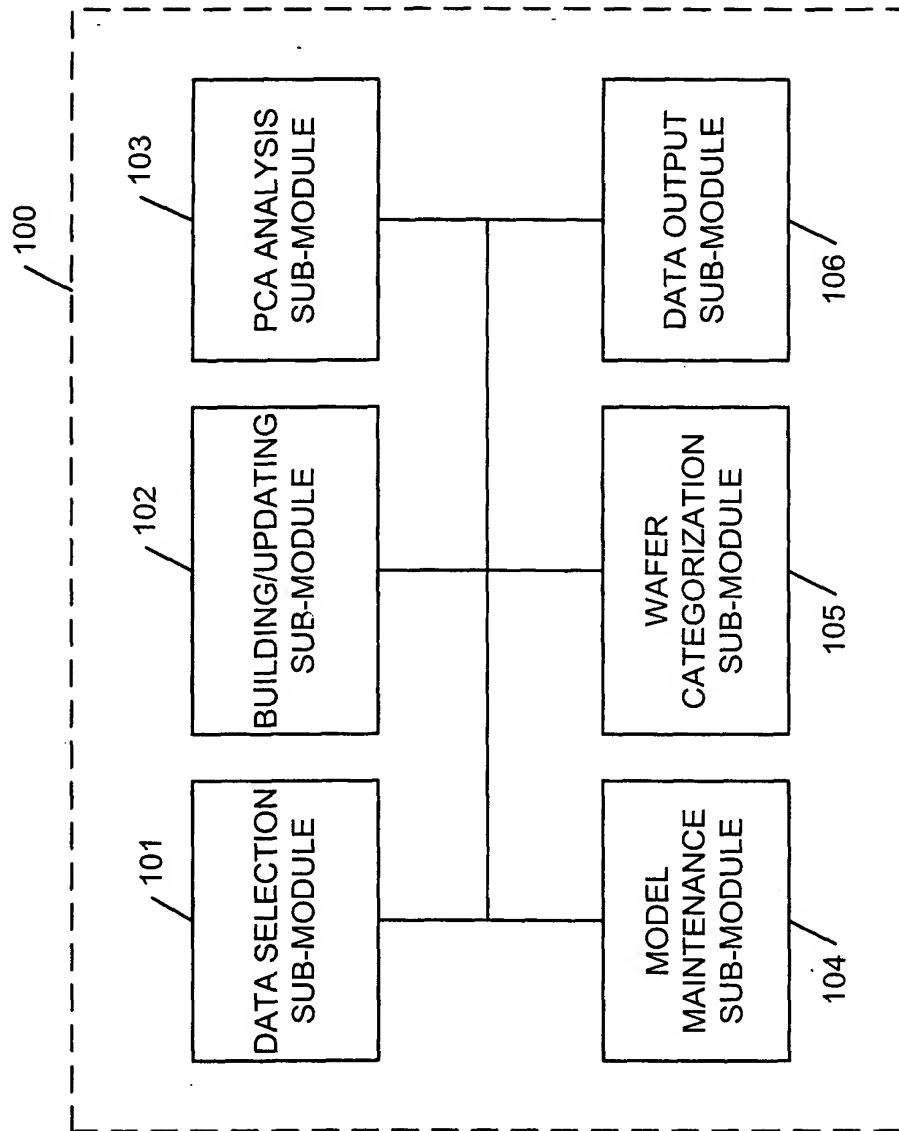 100
101
DATA SELECTION
SUB-MODULE
102
BUILDING/UPDATING
SUB-MODULE
103
PCA ANALYSIS
SUB-MODULE
MODEL
MAINTENANCE
SUB-MODULE
104
WAFER
CATEGORIZATION
SUB-MODULE
105
DATA OUTPUT
SUB-MODULE
106